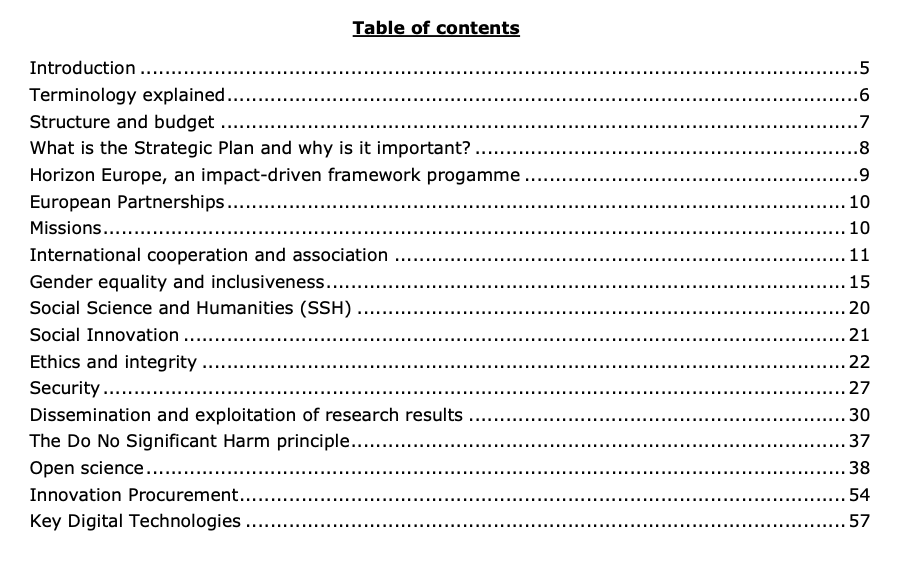 Table of contents
Introduction ........................................................................................................................5
Terminology explained.........................................................................................................6
Structure and budget ...........................................................................................................7
What is the Strategic Plan and why is it important? ..................................................................8
Horizon Europe, an impact-driven framework progamme .........................................................9
European Partnerships....................................................................................................10
Missions........................................................................................................................10
International cooperation and association .........................................................................11
Gender equality and inclusiveness....................................................................................15
Social Science and Humanities (SSH) ...............................................................................20
Social Innovation ...........................................................................................................21
Ethics and integrity ........................................................................................................22
Security ........................................................................................................................27
Dissemination and exploitation of research results .............................................................30
The Do No Significant Harm principle................................................................................37
Open science.................................................................................................................38
Innovation Procurement..................................................................................................54
Key Digital Technologies .................................................................................................57